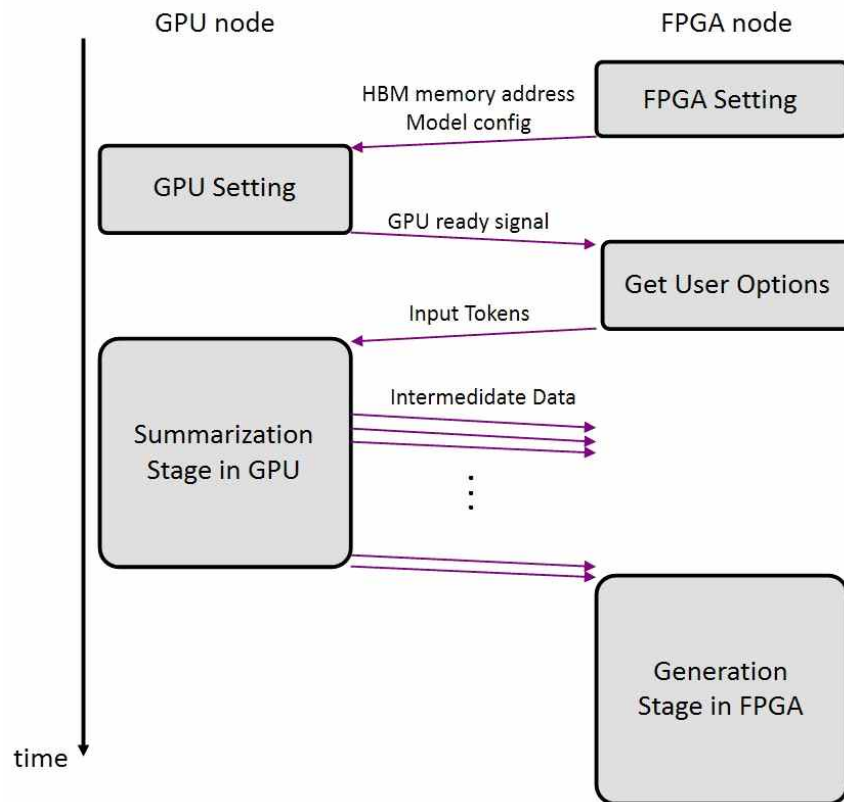 GPU node
FPGA node
FPGA Setting
HBM memory address
Model config
GPU Setting
GPU ready signal
Get User Options
Input Tokens
Intermedidate Data
Summarization
Stage in GPU
Generation
Stage in FPGA
time